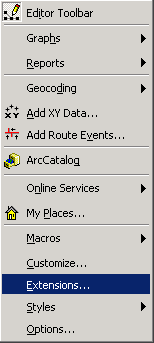 Editor Toolbar
Graphs
Reports
Geocoding
Add XY Data...
Add Route Events...
ArcCatalog
Online Services
My Places...
Macros
Customize...
Extensions...
Styles
Options...